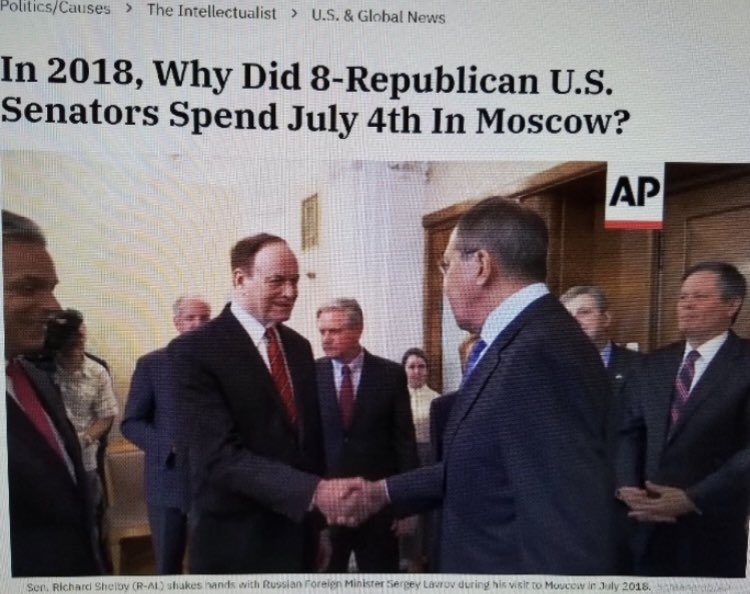 Politics/Causes > The Intellectualist > U.S. & Global News
In 2018, Why Did 8-Republican U.S.
Senators Spend July 4th In Moscow?
AP
Sen. Richard Shelby (R-AL) shakes hands with Russian Foreign Minister Sergey Lavrov during his visit to Moscow in July 2018.